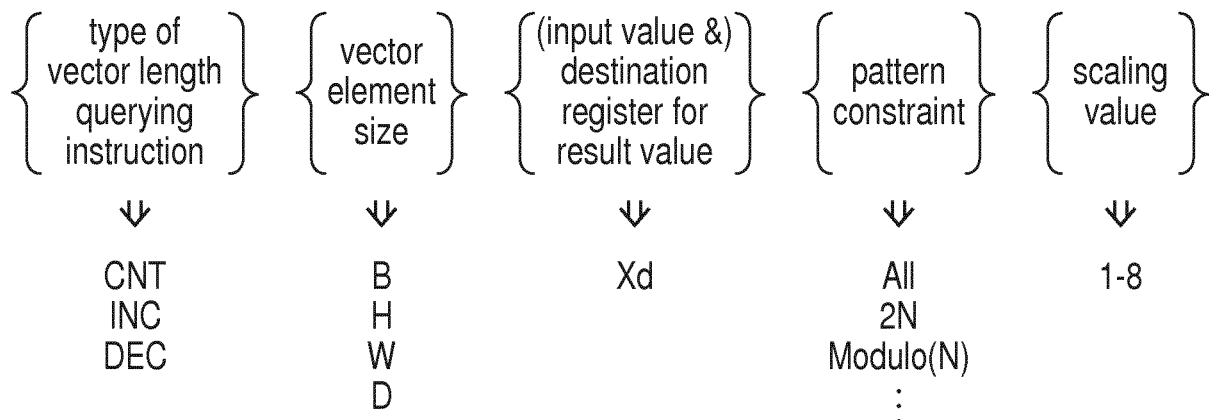 type of
vector length
querying
instruction
vector
element
size
(input value &)
destination
register for
result value
pattern
constraint
scaling
value
CNT
INC
DEC
B
H
W
D
Xd
All
2N
Modulo(N)
⋮
1-8